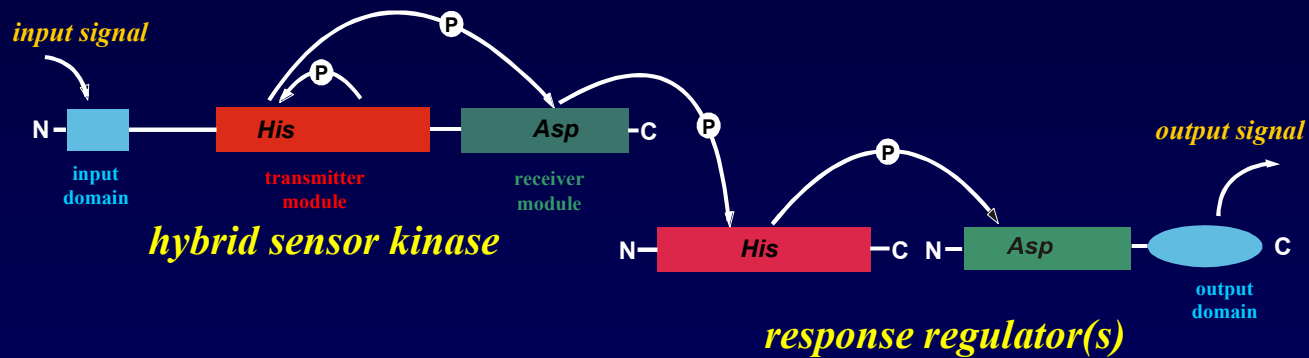 input signal
P
P
N
His
Asp
C
P
input
domain
transmitter
module
receiver
module
hybrid sensor kinase
P
output signal
N
His
C
N
Asp
C
output
domain
response regulator(s)